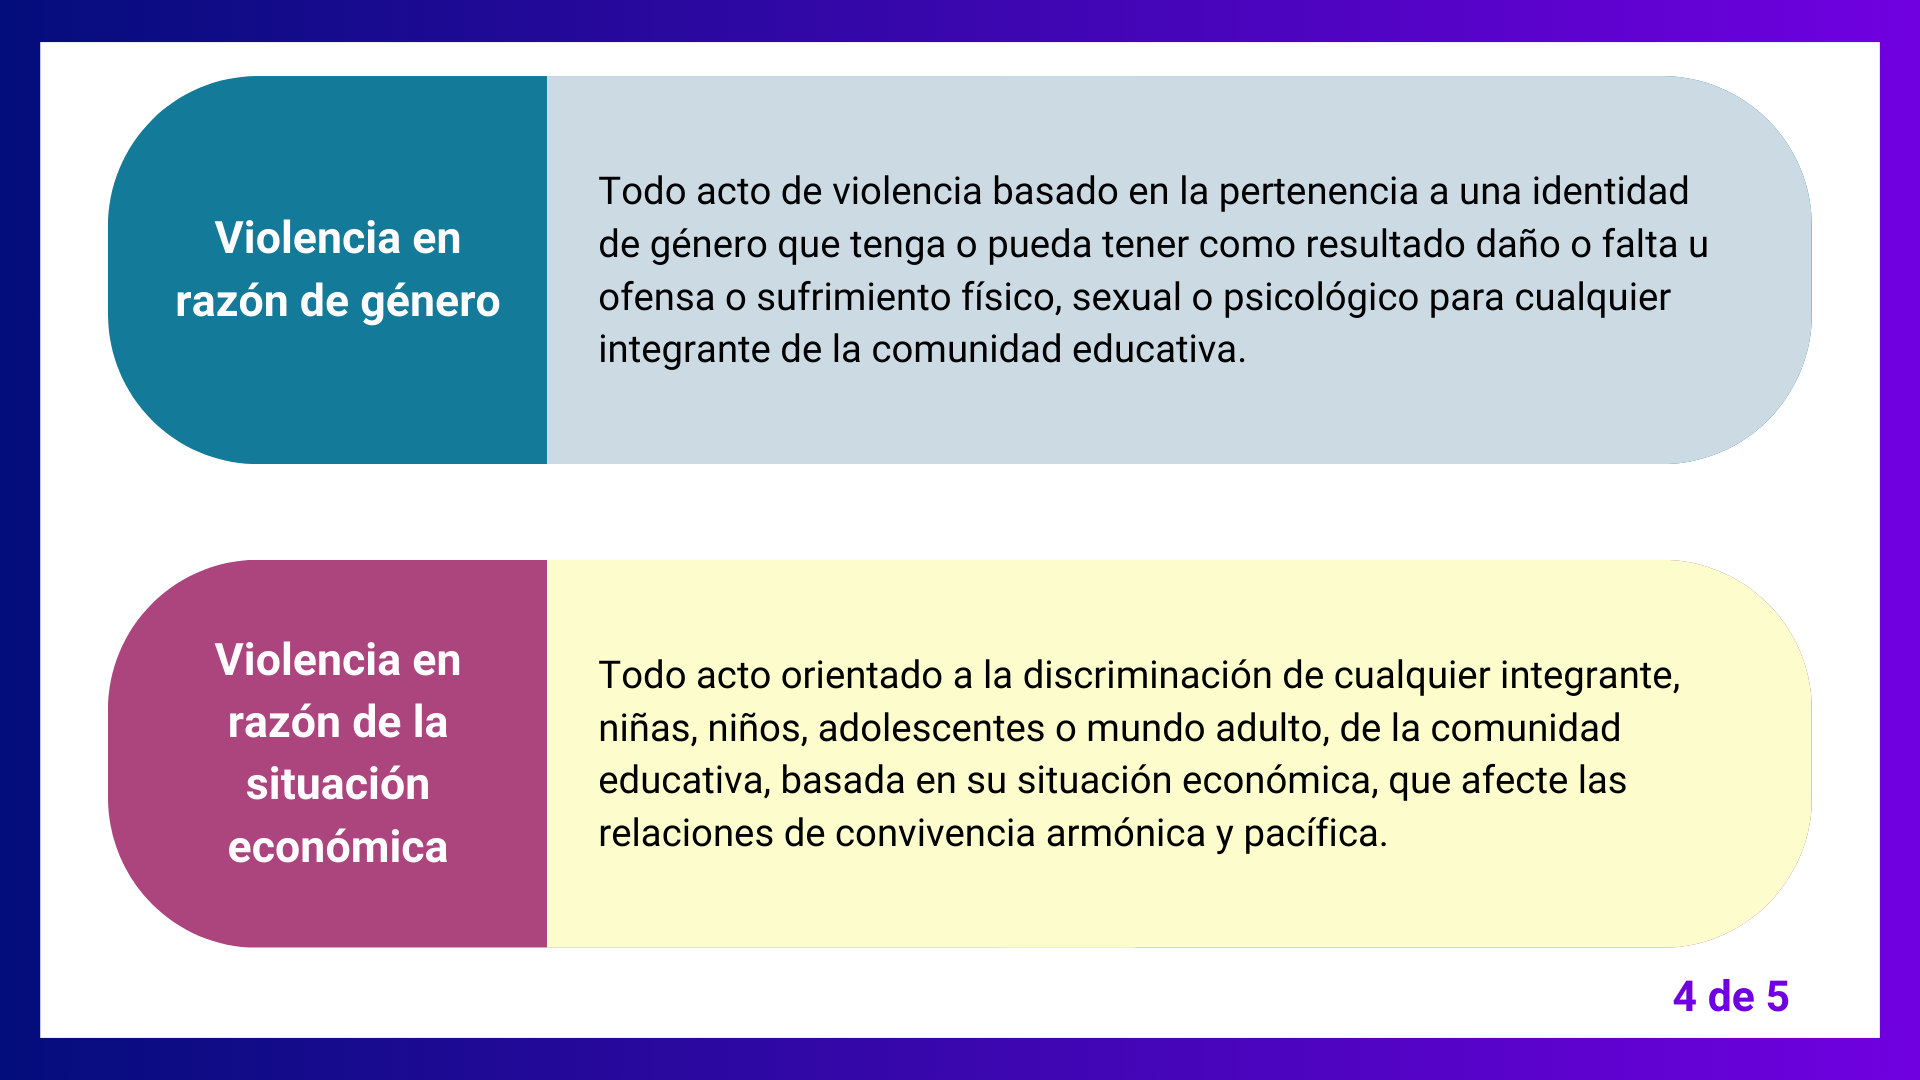 Violencia en
razón de género
Todo acto de violencia basado en la pertenencia a una identidad
de género que tenga o pueda tener como resultado daño o falta u
ofensa o sufrimiento físico, sexual o psicológico para cualquier
integrante de la comunidad educativa.
Violencia en
razón de la
situación
económica
Todo acto orientado a la discriminación de cualquier integrante,
niñas, niños, adolescentes o mundo adulto, de la comunidad
educativa, basada en su situación económica, que afecte las
relaciones de convivencia armónica y pacífica.
4 de 5